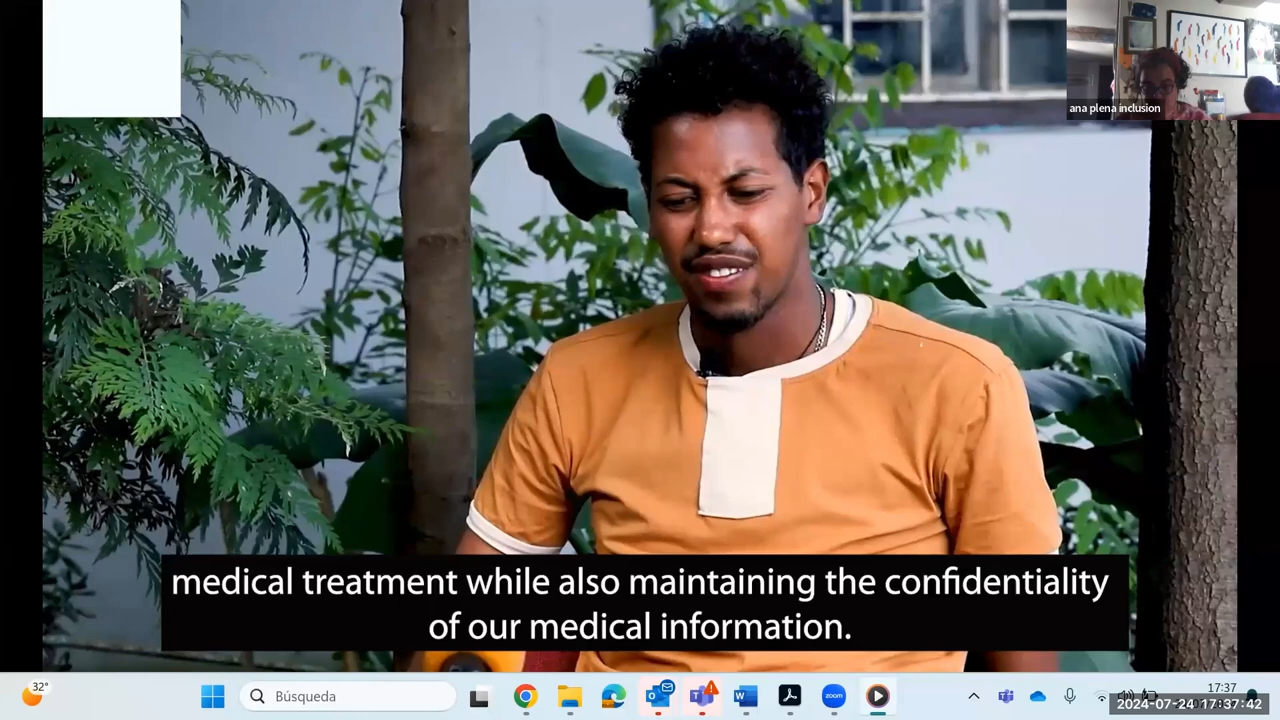 ana plena inclusion
medical treatment while also maintaining the confidentiality
of our medical information.
32°
Búsqueda
zoom
17:37
2024-07-24 17:37:42